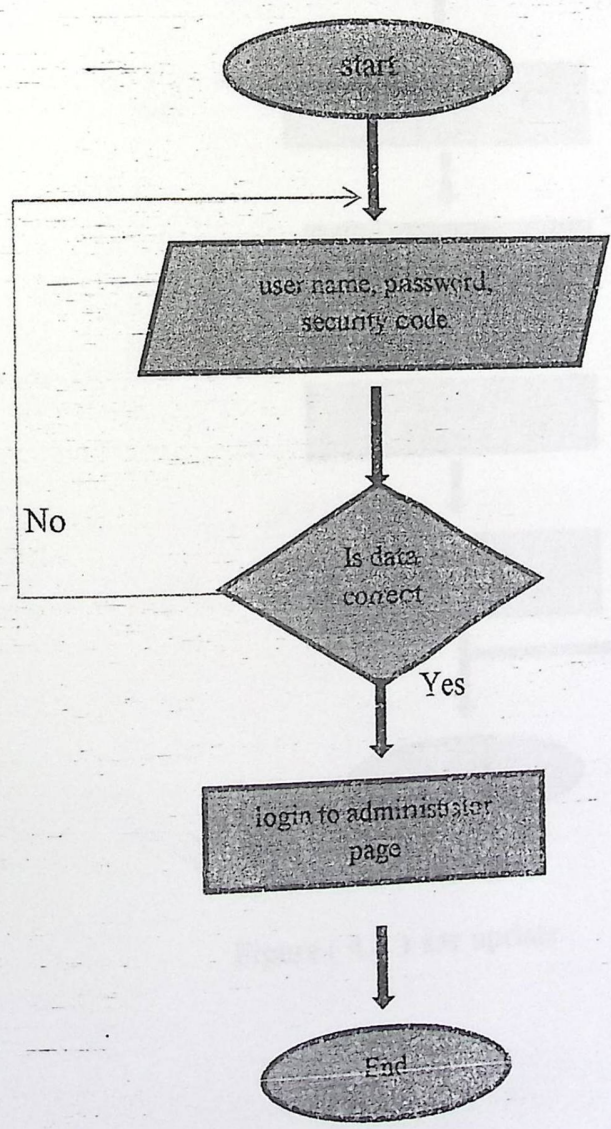 start
user name, password,
security code
Is data
correct
No
Yes
login to administrator
page
End